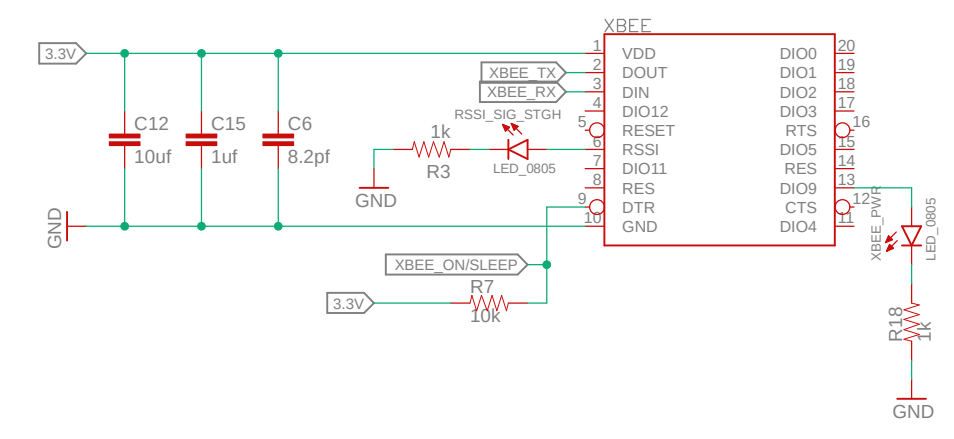 XBEE
3.3V
1 VDD DIO0 20
XBEE_TX 2 DOUT DIO1 19
XBEE_RX 3 DIN DIO2 18
4 DIO12 DIO3 17
5 RESET RTS 16
6 RSSI DIO5 15
7 DIO11 RES 14
8 RES DIO9 13
9 DTR CTS 12
10 GND DIO4 11
C12
10uf
C15
1uf
C6
8.2pf
RSSI_SIG_STGH
LED_0805
1k
R3
GND
GND
XBEE_ON/SLEEP
3.3V
R7
10k
XBEE_PWR
LED_0805
R18
1k
GND